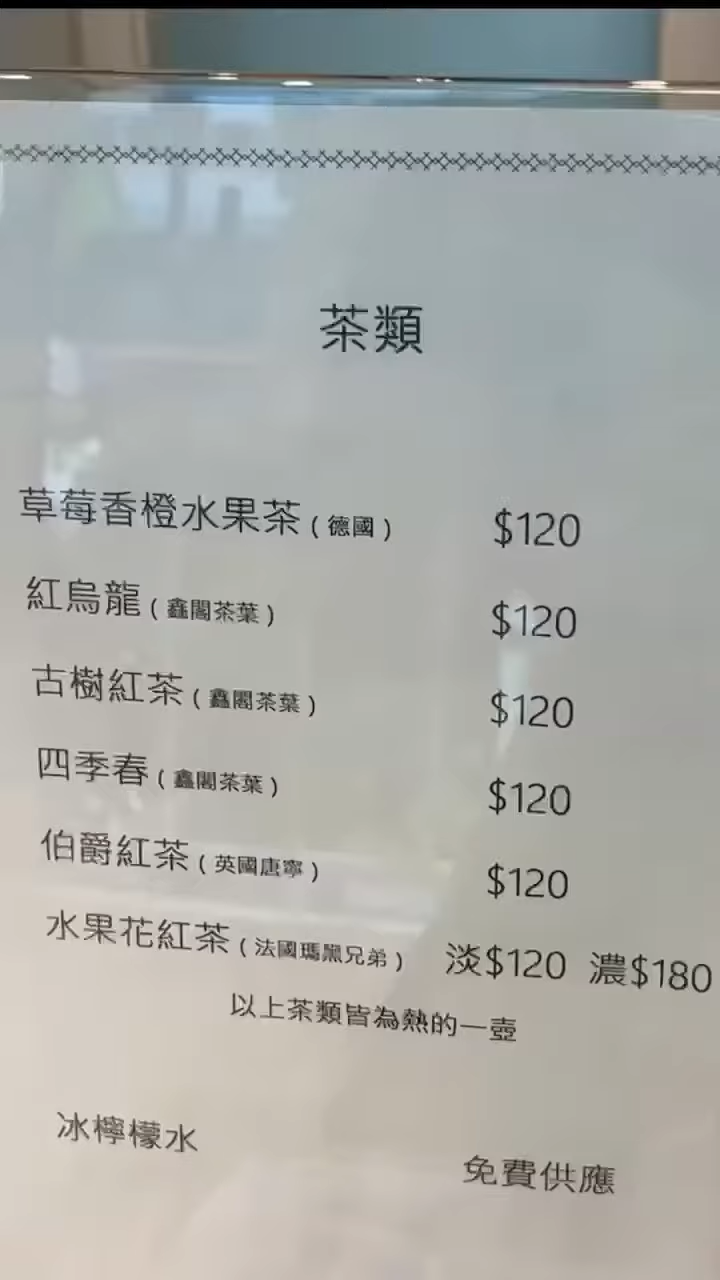 茶類
草莓香橙水果茶(德國) $120
紅烏龍(鑫閣茶葉) $120
古樹紅茶(鑫閣茶葉) $120
四季春(鑫閣茶葉) $120
伯爵紅茶(英國唐寧) $120
水果花紅茶(法國瑪黑兄弟) 淡$120 濃$180
以上茶類皆為熱的一壺
冰檸檬水 免費供應